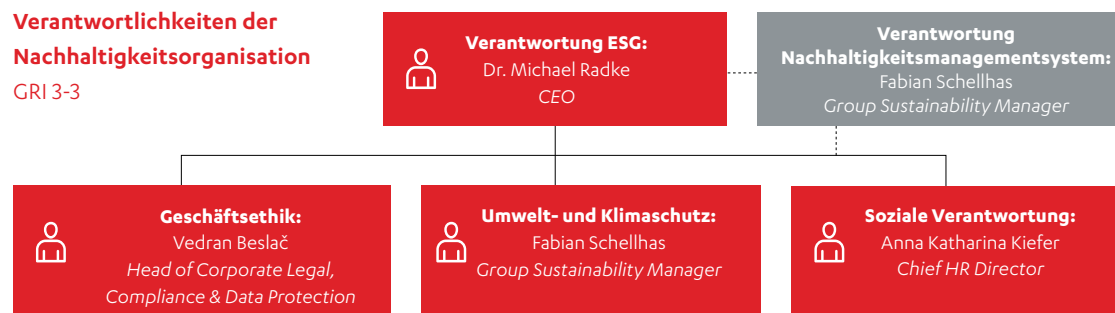 Verantwortlichkeiten der
Nachhaltigkeitsorganisation
GRI 3-3
Verantwortung ESG:
Dr. Michael Radke
CEO
Verantwortung
Nachhaltigkeitsmanagementsystem:
Fabian Schellhas
Group Sustainability Manager
Geschäftsethik:
Vedran Beslač
Head of Corporate Legal,
Compliance & Data Protection
Umwelt- und Klimaschutz:
Fabian Schellhas
Group Sustainability Manager
Soziale Verantwortung:
Anna Katharina Kiefer
Chief HR Director